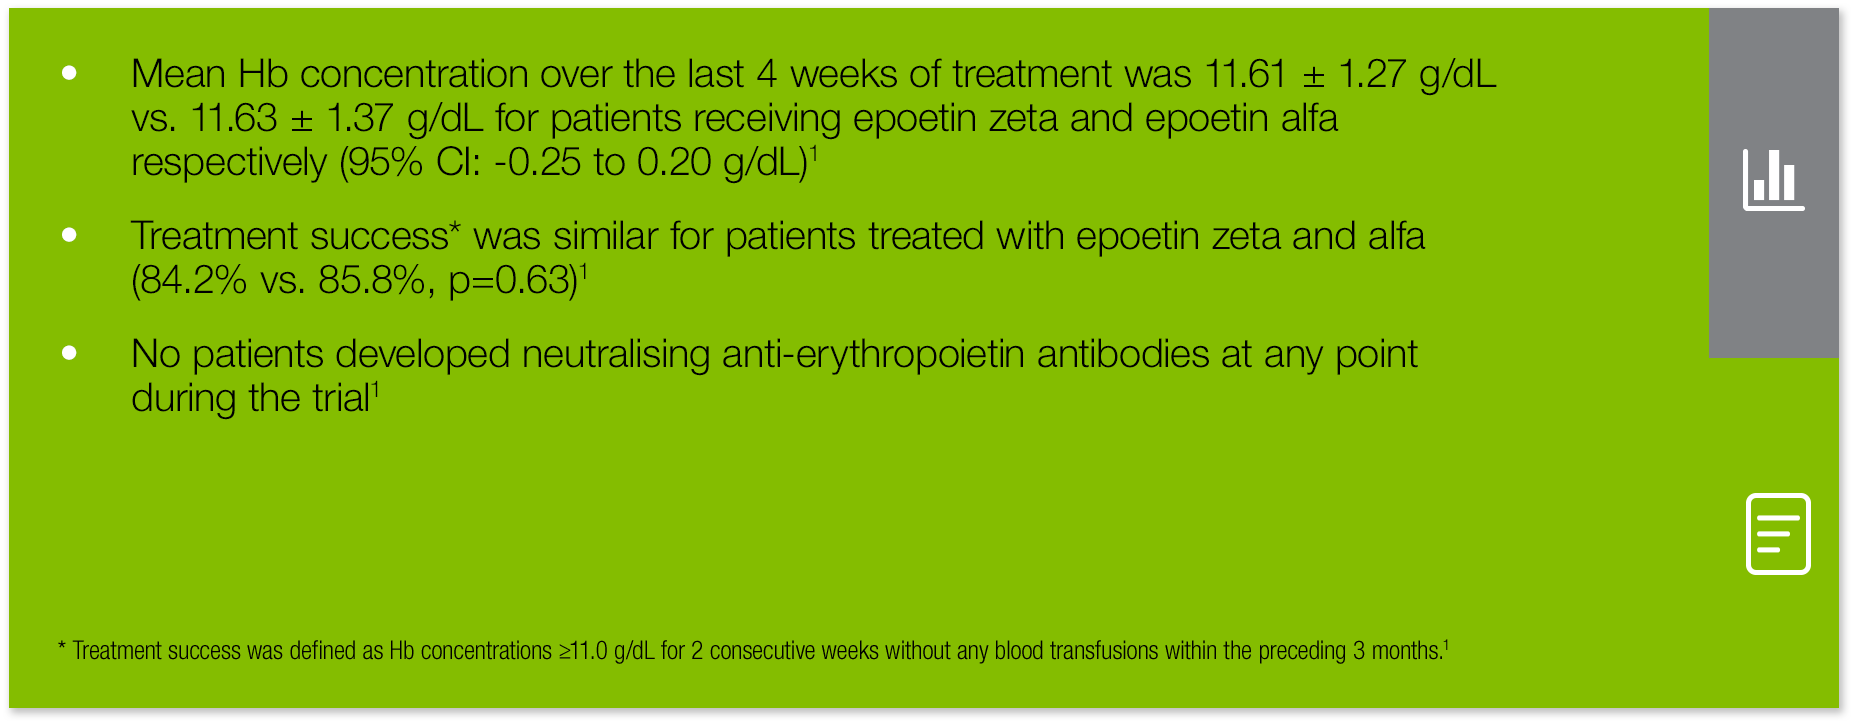 • Mean Hb concentration over the last 4 weeks of treatment was 11.61 ± 1.27 g/dL
vs. 11.63 ± 1.37 g/dL for patients receiving epoetin zeta and epoetin alfa
respectively (95% CI: -0.25 to 0.20 g/dL)¹
• Treatment success* was similar for patients treated with epoetin zeta and alfa
(84.2% vs. 85.8%, p=0.63)¹
• No patients developed neutralising anti-erythropoietin antibodies at any point
during the trial¹
* Treatment success was defined as Hb concentrations ≥11.0 g/dL for 2 consecutive weeks without any blood transfusions within the preceding 3 months.¹